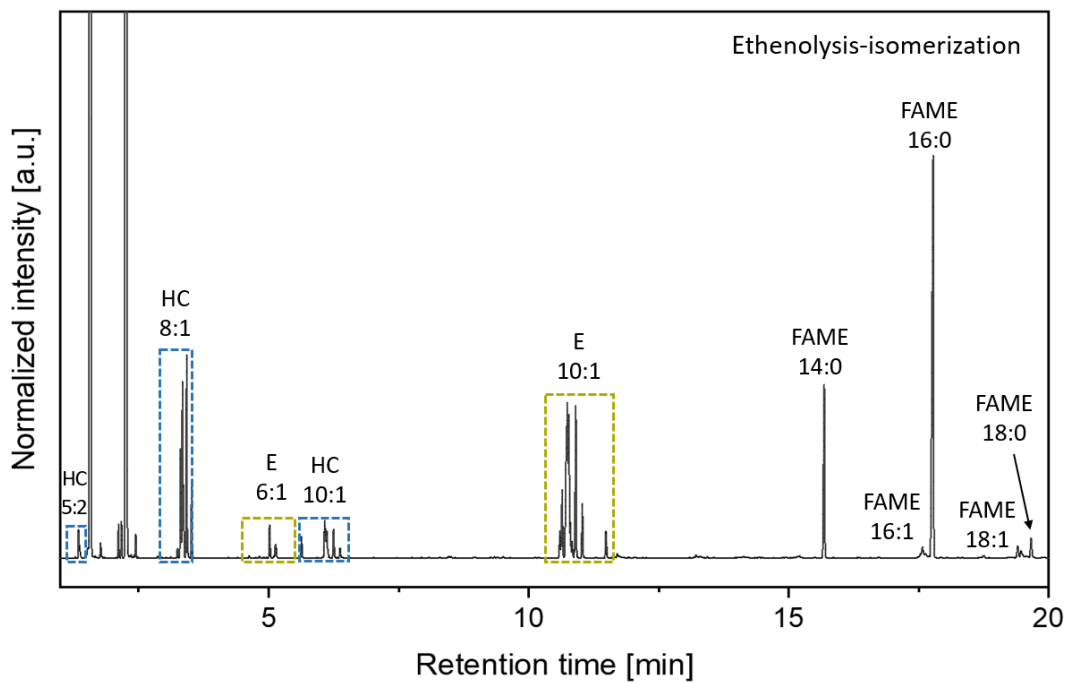 Ethenolysis-isomerization
Normalized intensity [a.u.]
HC
5:2
HC
8:1
E
6:1
HC
10:1
E
10:1
FAME
14:0
FAME
16:1
FAME
16:0
FAME
18:1
FAME
18:0
5
10
15
20
Retention time [min]